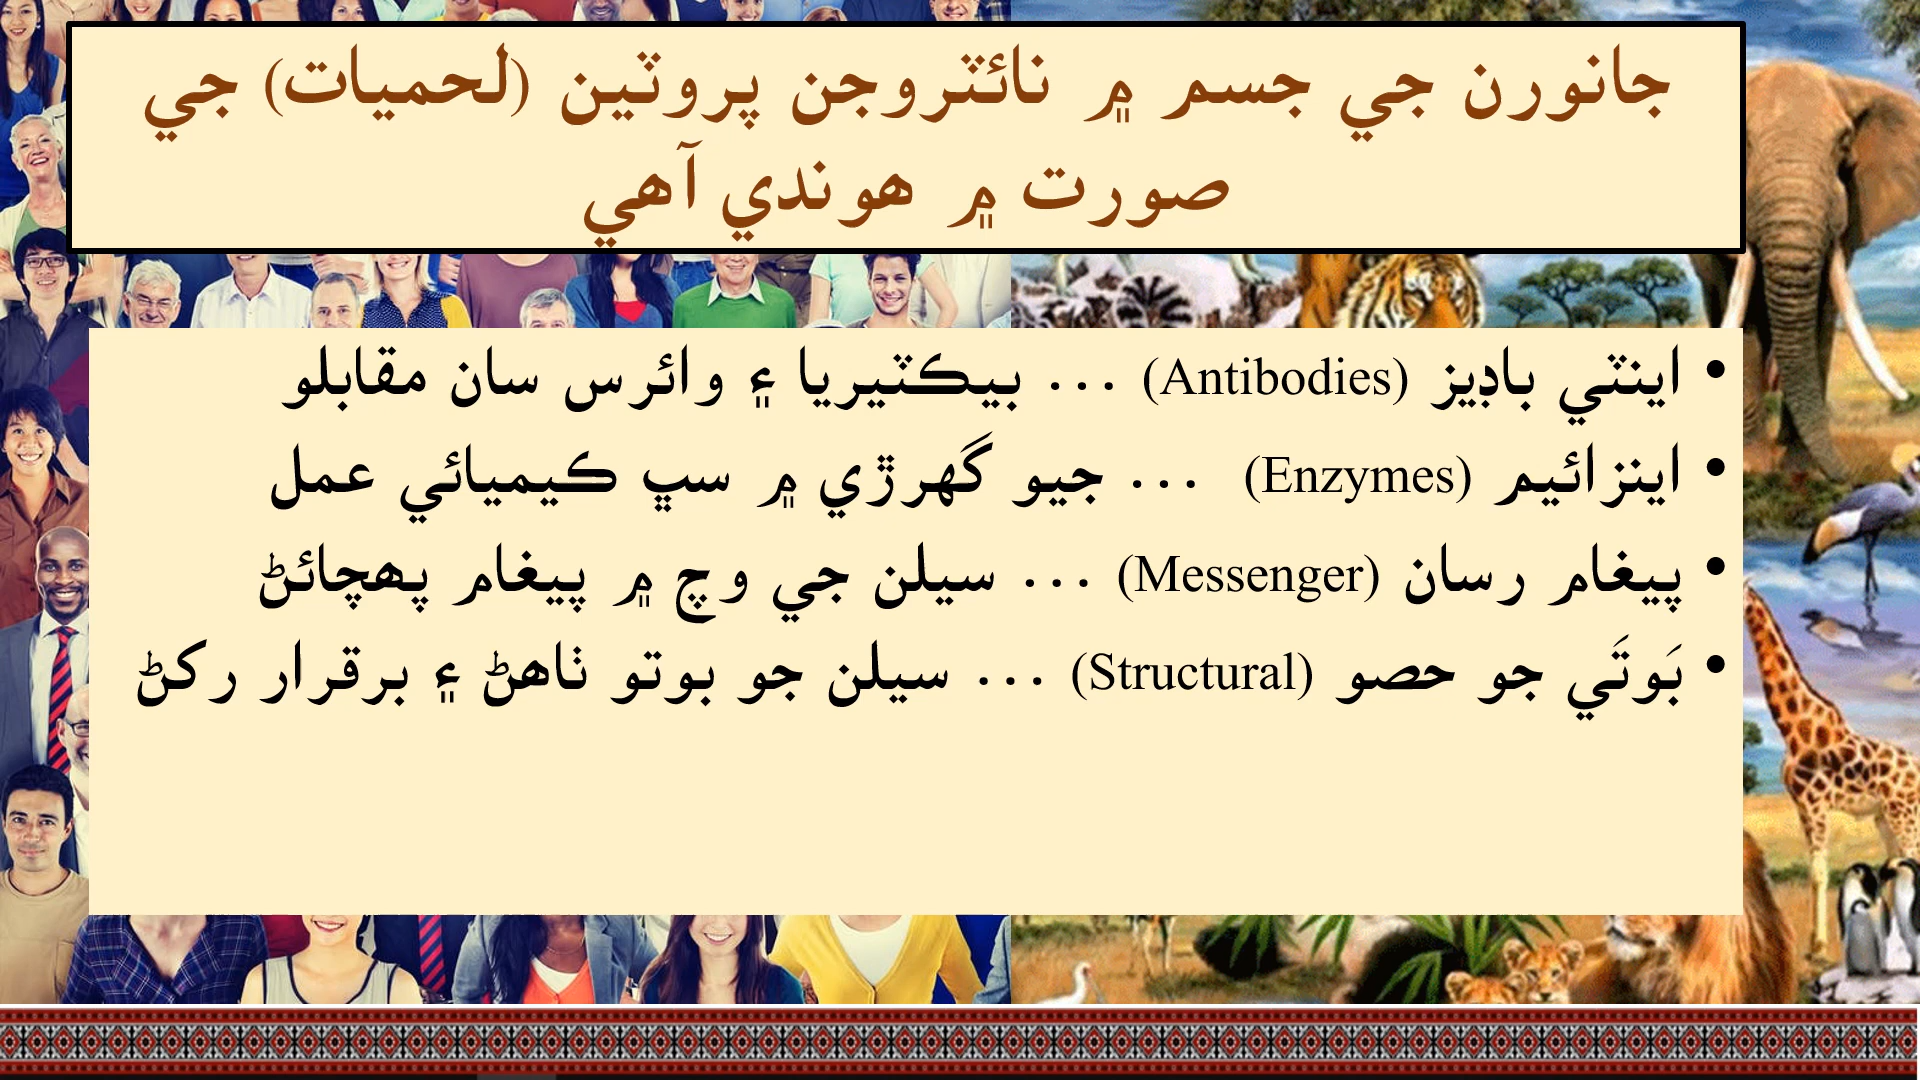 جانورن جي جسم ۾ نائٽروجن پروٽين (لحميات) جي
صورت ۾ هوندي آهي
• اينٽي باڊيز (Antibodies) ... بيڪٽيريا ۽ وائرس سان مقابلو
• اينزائيم (Enzymes) ... جيو گهرڙي ۾ سڀ ڪيميائي عمل
• پيغام رسان (Messenger) ... سيلن جي وچ ۾ پيغام پهچائڻ
• بَوتَي جو حصو (Structural) ... سيلن جو بوتو ٺاهڻ ۽ برقرار رکڻ